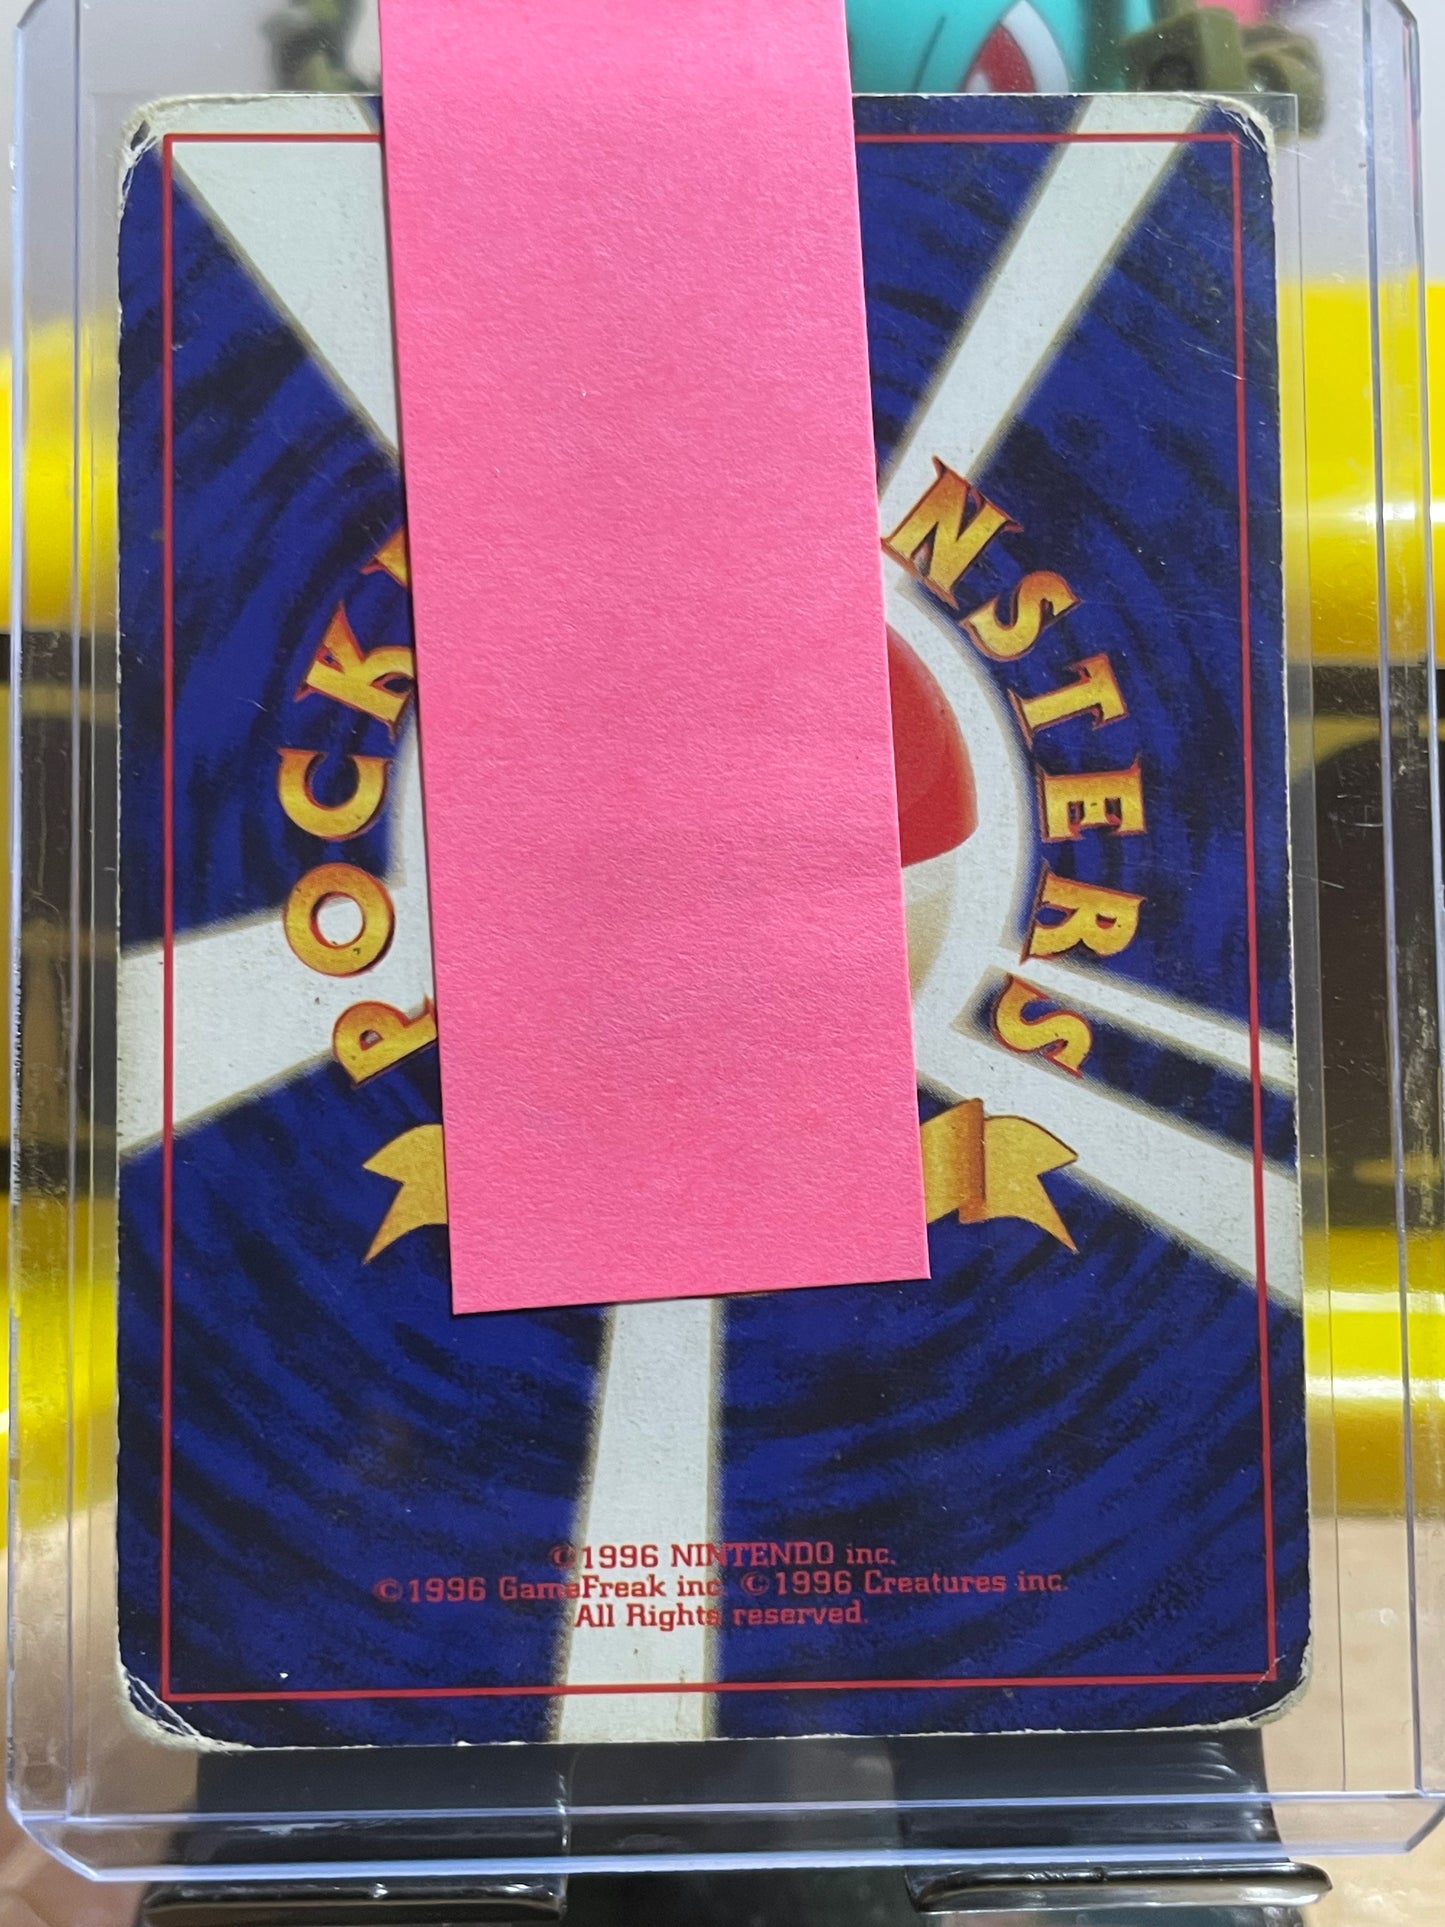 POCK
NSTERS
©1996 NINTENDO inc.
©1996 GameFreak inc. ©1996 Creatures inc.
All Rights reserved.